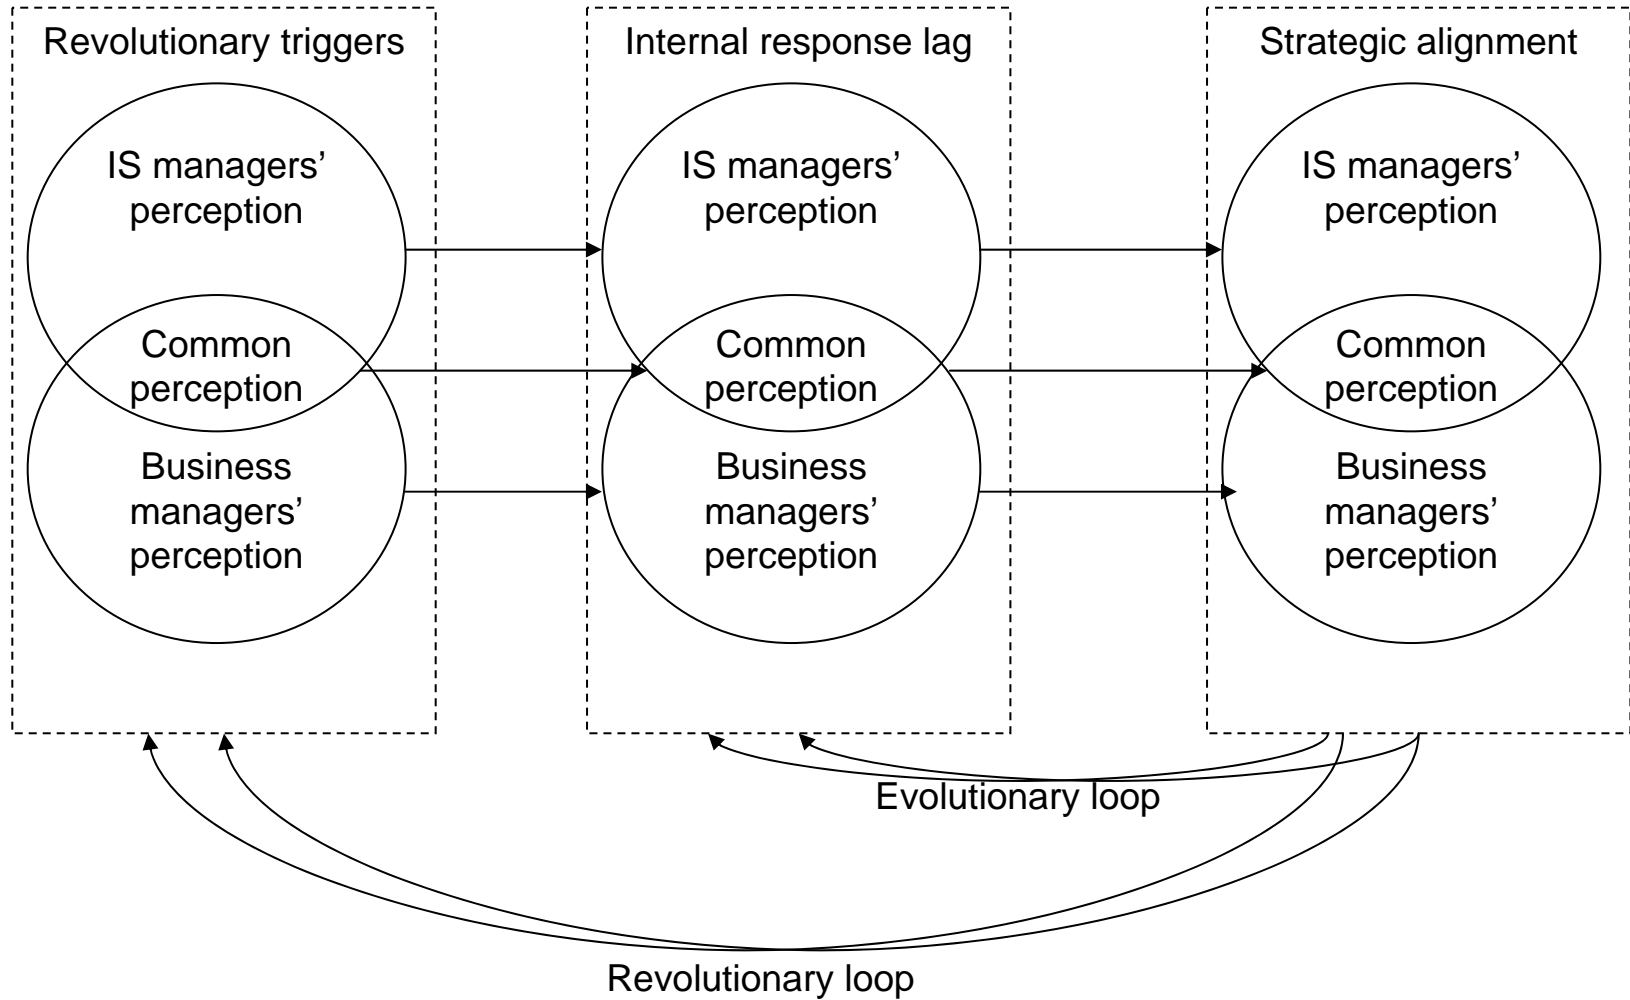 Revolutionary triggers
IS managers’
perception
Common
perception
Business
managers’
perception
Internal response lag
IS managers’
perception
Common
perception
Business
managers’
perception
Strategic alignment
IS managers’
perception
Common
perception
Business
managers’
perception
Evolutionary loop
Revolutionary loop